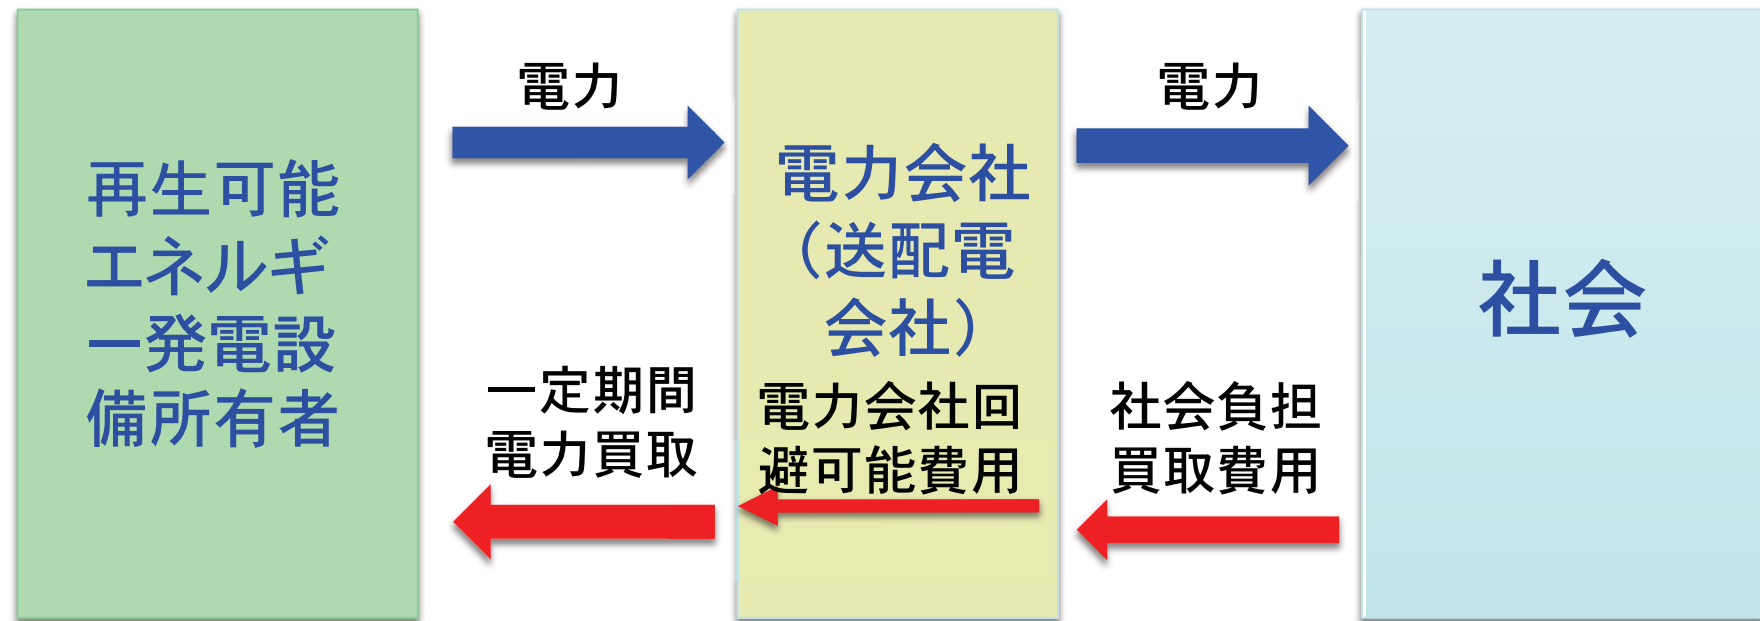 再生可能
エネルギ
ー発電設
備所有者
電力
一定期間
電力買取
電力会社
（送配電
会社）
電力会社回
避可能費用
電力
社会負担
買取費用
社会